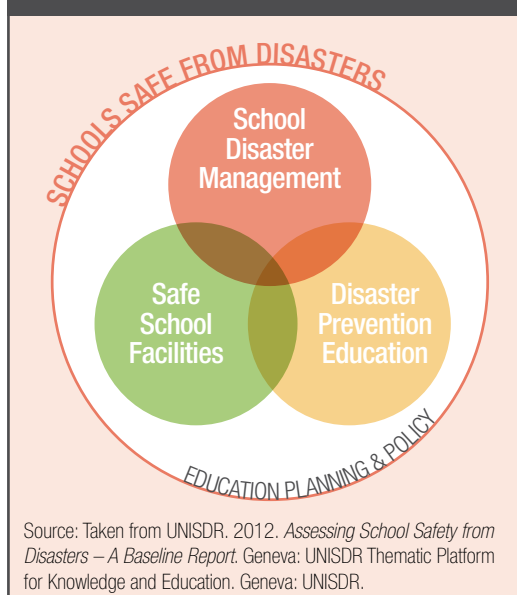 SCHOOLS SAFE FROM DISASTERS
School
Disaster
Management
Safe
School
Facilities
Disaster
Prevention
Education
EDUCATION PLANNING & POLICY
Source: Taken from UNISDR. 2012. Assessing School Safety from
Disasters – A Baseline Report. Geneva: UNISDR Thematic Platform
for Knowledge and Education. Geneva: UNISDR.